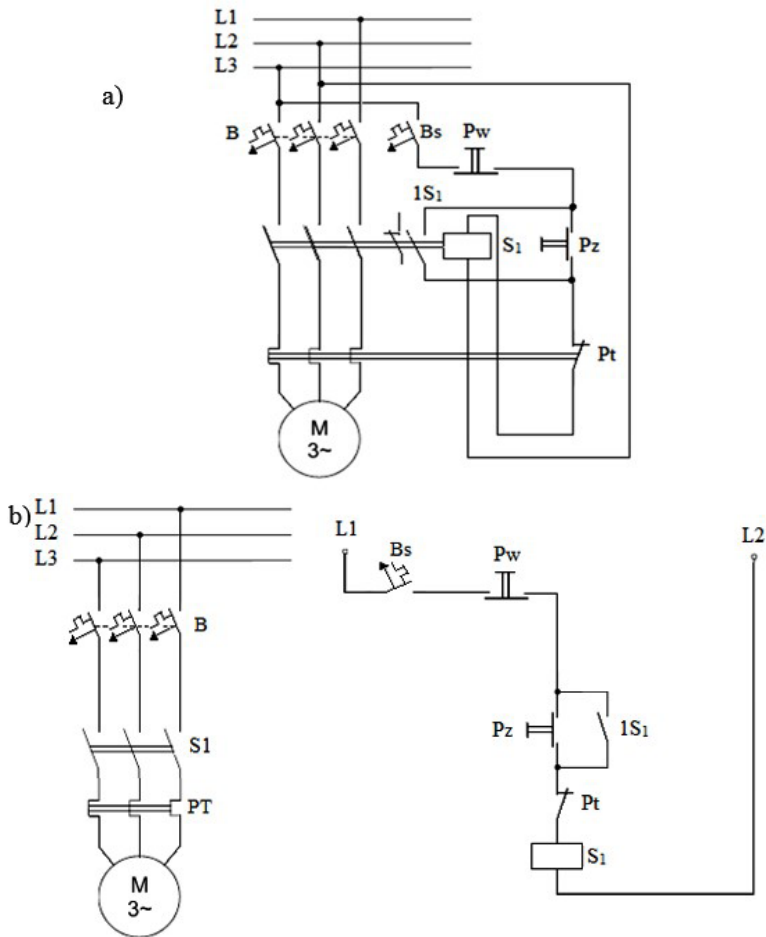 L1
L2
L3
a)
B
Bs
Pw
1S₁
S₁
Pz
Pt
M
3~
b)
L1
L2
L3
B
S1
PT
M
3~
L1
Bs
Pw
L2
Pz
1S₁
Pt
S₁